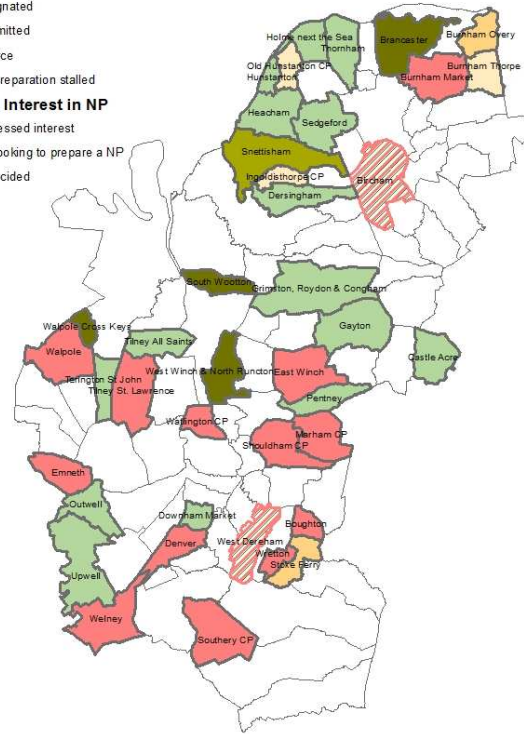 gnated
mitted
rce
reparation stalled
Interest in NP
essed interest
ooking to prepare a NP
cided
Holme next the Sea
Thornham
Brancaster
Burnham Overy
Old Hunstanton CP
Hunstanton
Burnham Market
Burnham Thorpe
Heacham
Sedgeford
Snettisham
Ingoldisthorpe CP
Bircham
Dersingham
South Wootton
Grimston, Roydon & Congham
Walpole Cross Keys
Walpole
Tilney All Saints
Gayton
Castle Acre
Terington St John
West Winch & North Runcton
East Winch
Tilney St. Lawrence
Pentney
Watlington CP
Marham CP
Shouldham CP
Emneth
Outwell
Downham Market
Boughton
Denver
West Dereham
Wretton
Stoke Ferry
Upwell
Welney
Southery CP